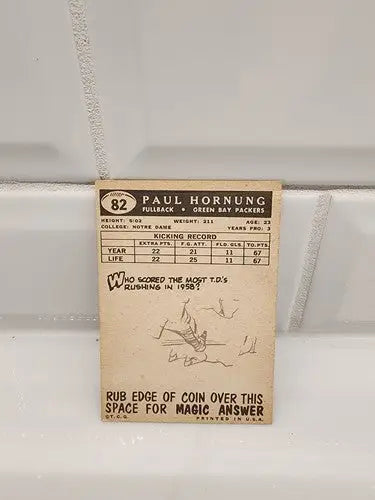 82
PAUL HORNUNG
FULLBACK • GREEN BAY PACKERS
HEIGHT: 6/02 WEIGHT: 211 AGE: 23
COLLEGE: NOTRE DAME YEARS PRO: 3
KICKING RECORD
EXTRA PTS. F.G. ATT. FLD. GLS. TO. PTS.
YEAR 22 21 11 67
LIFE 22 25 11 67
WHO SCORED THE MOST T.D.'S
RUSHING IN 1958?
RUB EDGE OF COIN OVER THIS
SPACE FOR MAGIC ANSWER
©T.C.G. PRINTED IN U.S.A.